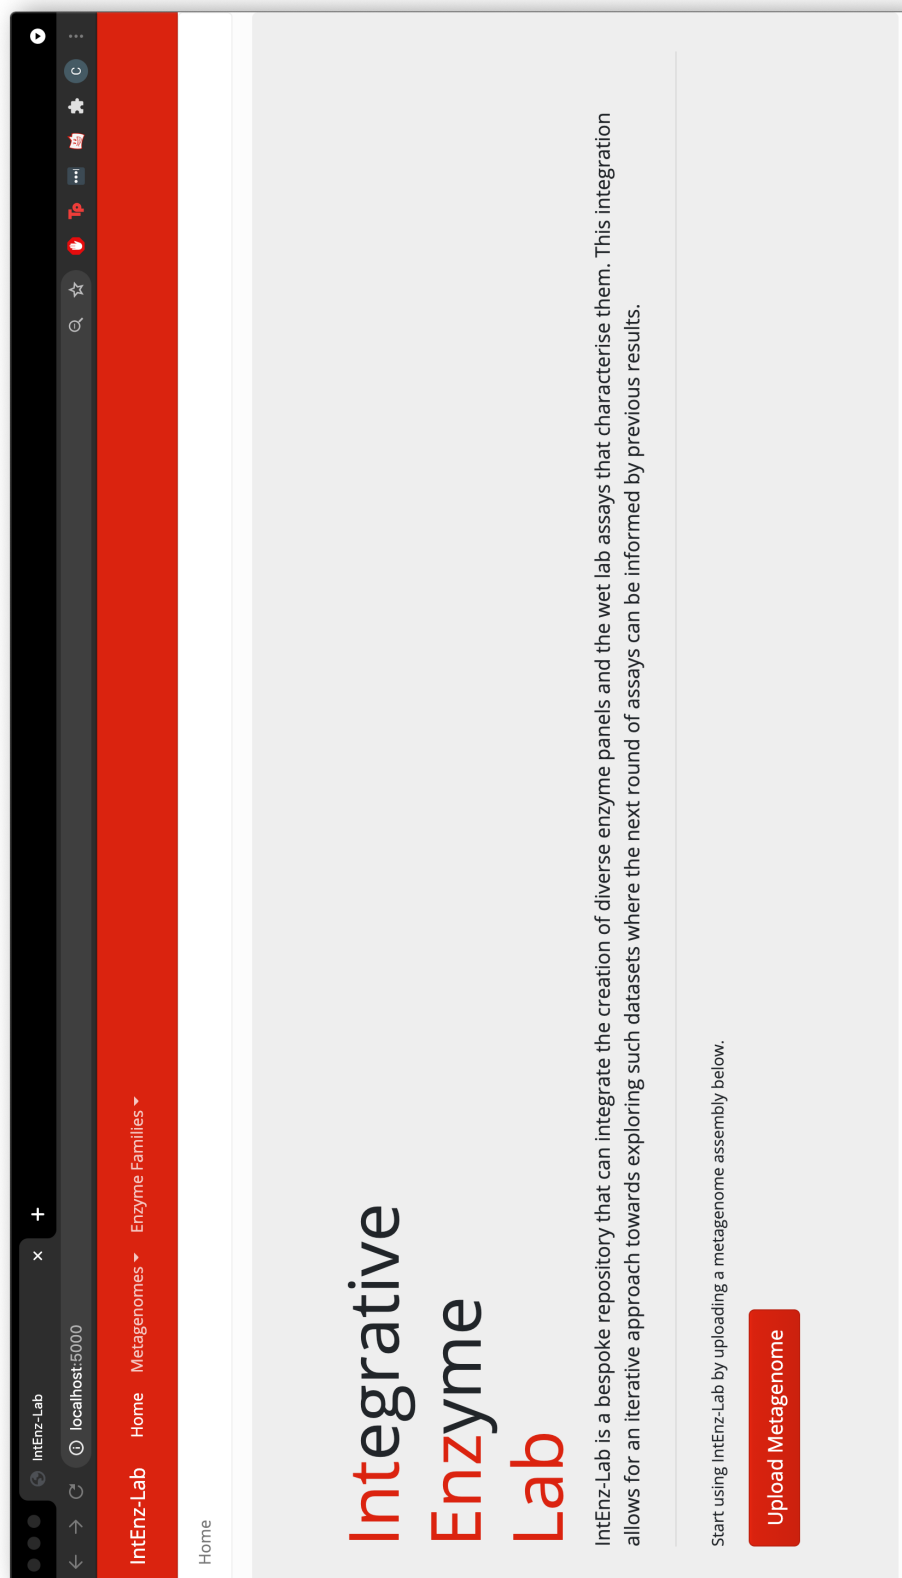 IntEnz-Lab
localhost:5000
IntEnz-Lab Home Metagenomes Enzyme Families
Home
Integrative
Enzyme
Lab
IntEnz-Lab is a bespoke repository that can integrate the creation of diverse enzyme panels and the wet lab assays that characterise them. This integration
allows for an iterative approach towards exploring such datasets where the next round of assays can be informed by previous results.
Start using IntEnz-Lab by uploading a metagenome assembly below.
Upload Metagenome
Tp
C